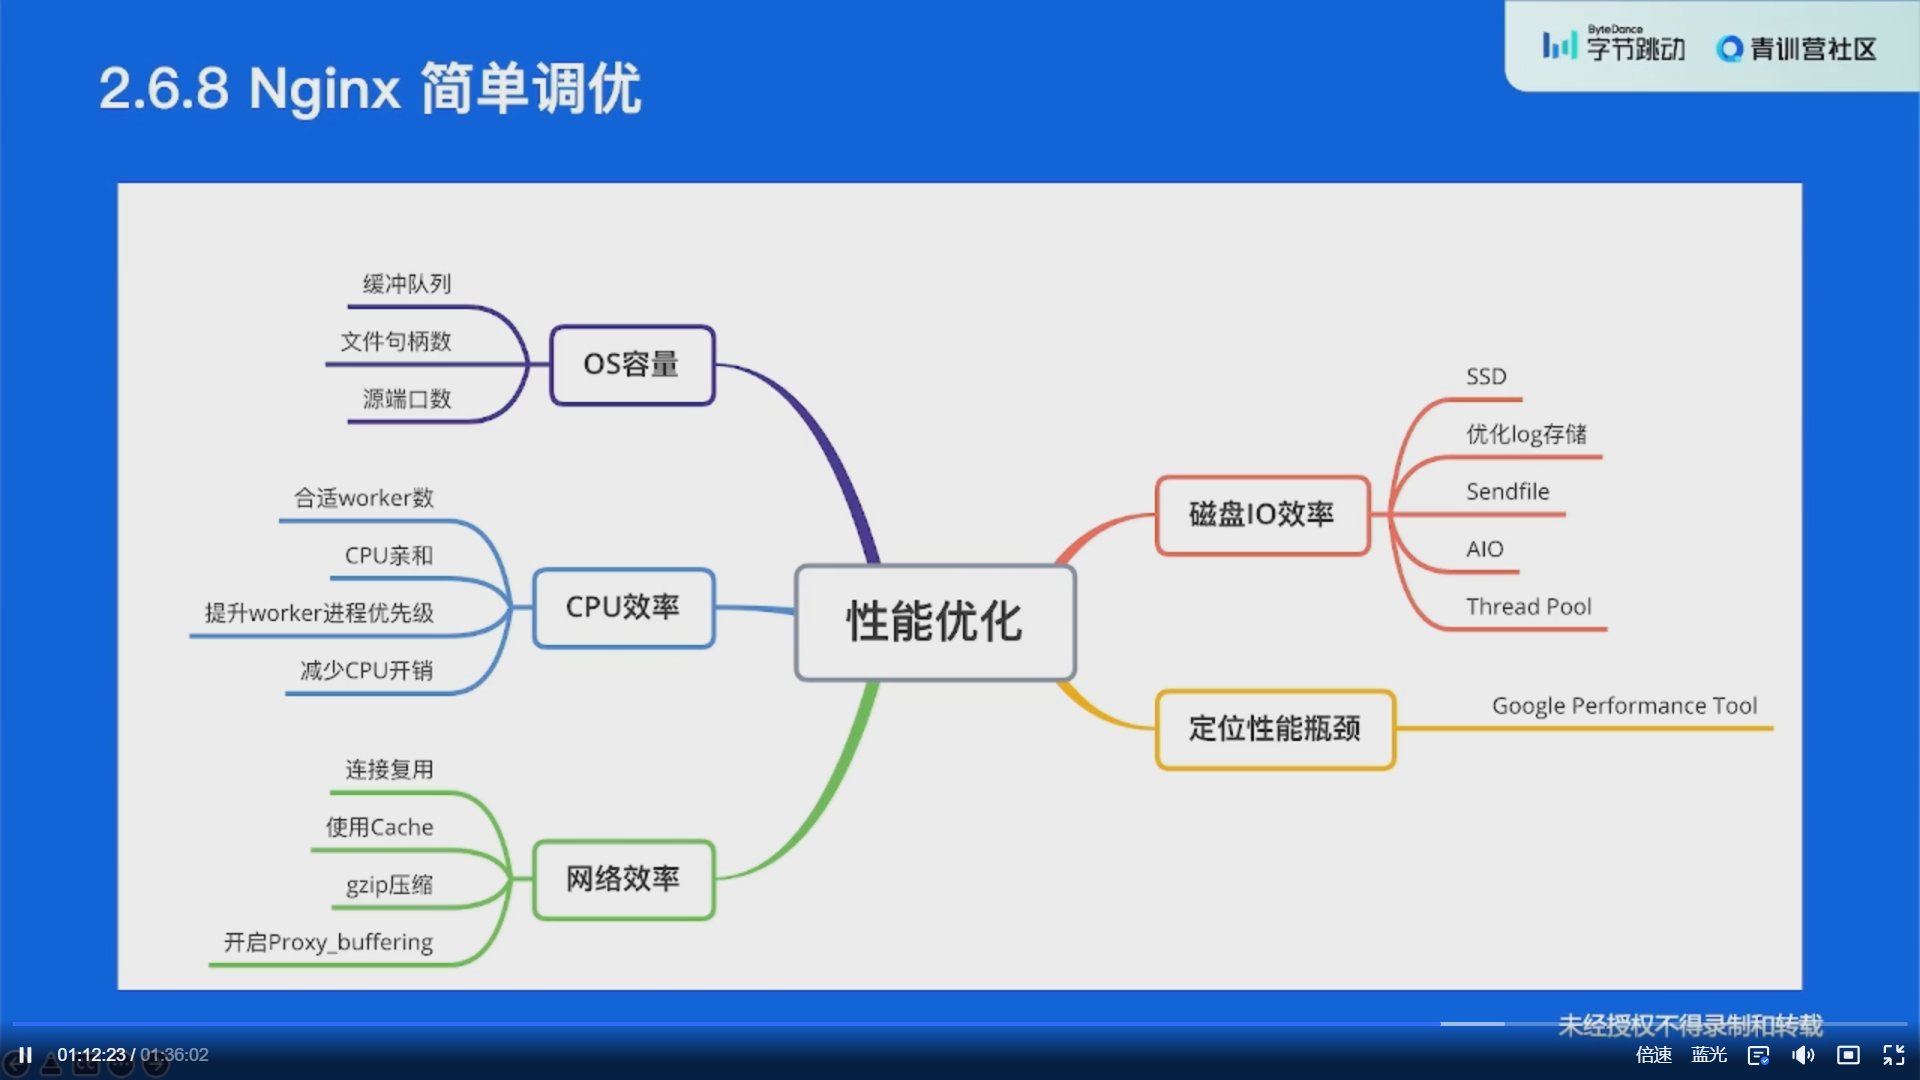 2.6.8 Nginx 简单调优
ByteDance
字节跳动
青训营社区
缓冲队列
文件句柄数
源端口数
OS容量
合适worker数
CPU亲和
提升worker进程优先级
减少CPU开销
CPU效率
连接复用
使用Cache
gzip压缩
开启Proxy_buffering
网络效率
性能优化
磁盘IO效率
SSD
优化log存储
Sendfile
AIO
Thread Pool
定位性能瓶颈
Google Performance Tool
未经授权不得录制和转载
01:12:23 / 01:36:02
倍速 蓝光